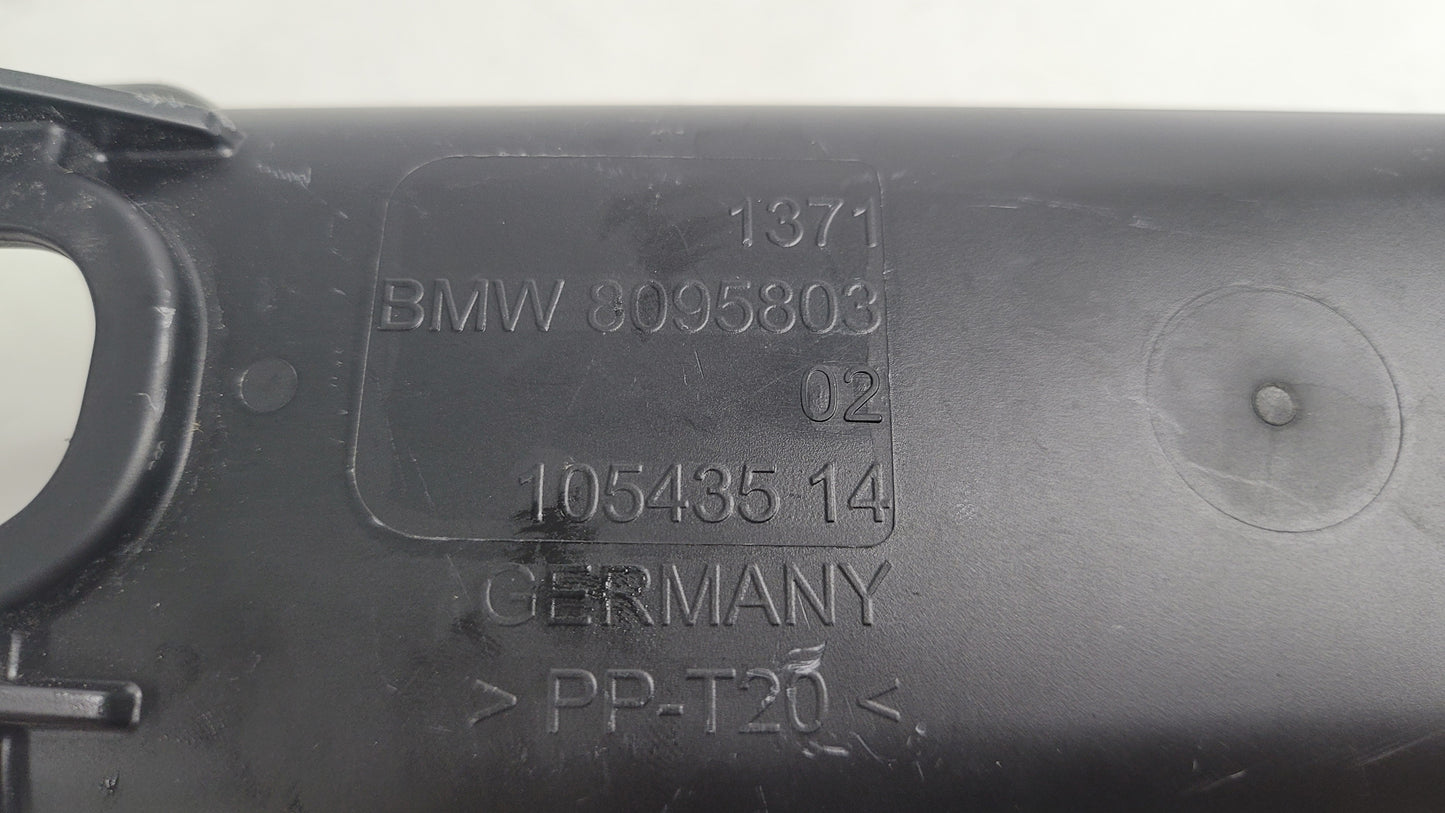 1371
BMW 8095803
02
105435 14
GERMANY
> PP-T20 <